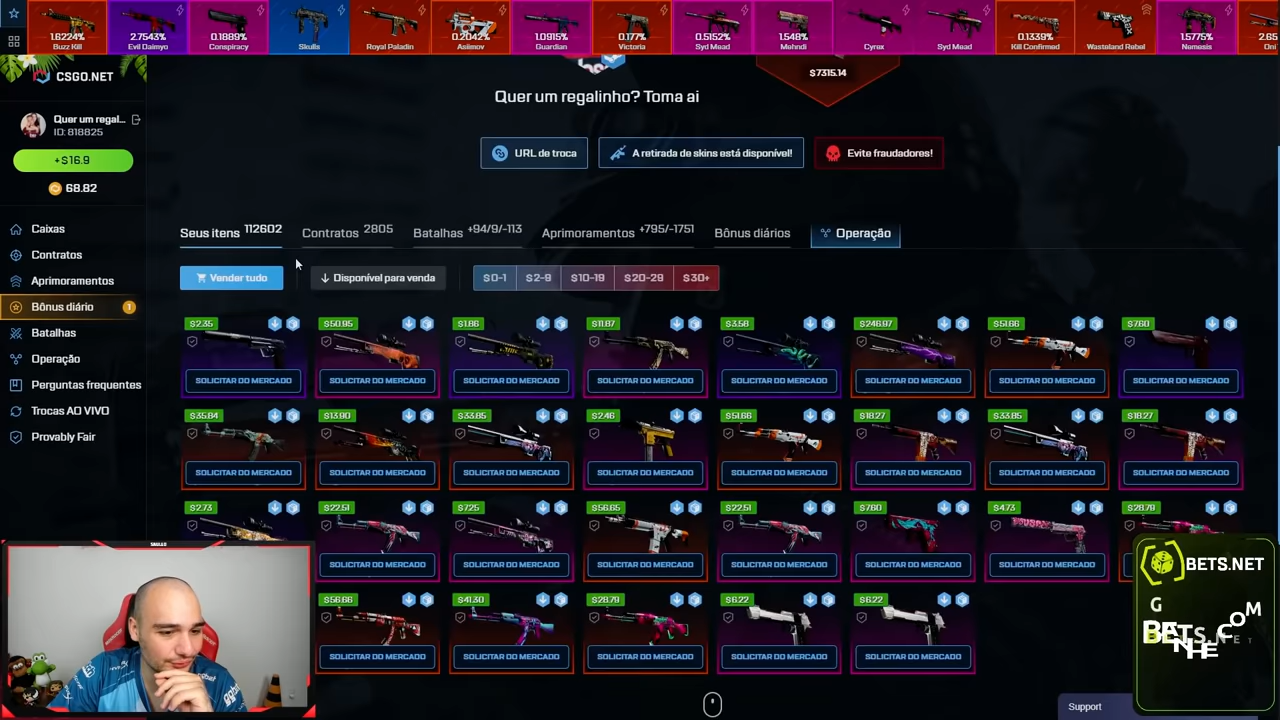 1.6224%
Buzz Kill
2.7543%
Evil Daimyo
0.1889%
Conspiracy
Skulls
Royal Paladin
0.2042%
Asiimov
1.0915%
Guardian
0.177%
Victoria
0.5152%
Syd Mead
1.548%
Mehndi
Cyrex
Syd Mead
0.1339%
Kill Confirmed
Wasteland Rebel
1.5775%
Nemesis
2.65
Oni
CSGO.NET
Quer um regal...
ID: 818825
+$16.9
68.82
Caixas
Contratos
Aprimoramentos
Bônus diário 1
Batalhas
Operação
Perguntas frequentes
Trocas AO VIVO
Provably Fair
$7315.14
Quer um regalinho? Toma ai
URL de troca
A retirada de skins está disponível!
Evite fraudadores!
Seus itens 112602
Contratos 2805
Batalhas +94/9/-113
Aprimoramentos +795/-1751
Bônus diários
Operação
Vender tudo
Disponível para venda
$0-1 $2-9 $10-19 $20-29 $30+
$2.35 $50.95 $1.86 $11.87 $3.58 $246.97 $51.66 $7.60
SOLICITAR DO MERCADO SOLICITAR DO MERCADO SOLICITAR DO MERCADO SOLICITAR DO MERCADO SOLICITAR DO MERCADO SOLICITAR DO MERCADO SOLICITAR DO MERCADO SOLICITAR DO MERCADO
$35.84 $13.90 $33.85 $2.46 $51.66 $18.27 $33.85 $18.27
SOLICITAR DO MERCADO SOLICITAR DO MERCADO SOLICITAR DO MERCADO SOLICITAR DO MERCADO SOLICITAR DO MERCADO SOLICITAR DO MERCADO SOLICITAR DO MERCADO SOLICITAR DO MERCADO
$2.73 $22.51 $7.25 $56.65 $22.51 $7.60 $4.73 $28.79
SOLICITAR DO MERCADO SOLICITAR DO MERCADO SOLICITAR DO MERCADO SOLICITAR DO MERCADO SOLICITAR DO MERCADO SOLICITAR DO MERCADO
$56.66 $41.30 $28.79 $6.22 $6.22
SOLICITAR DO MERCADO SOLICITAR DO MERCADO SOLICITAR DO MERCADO SOLICITAR DO MERCADO SOLICITAR DO MERCADO
BETS.NET
Support